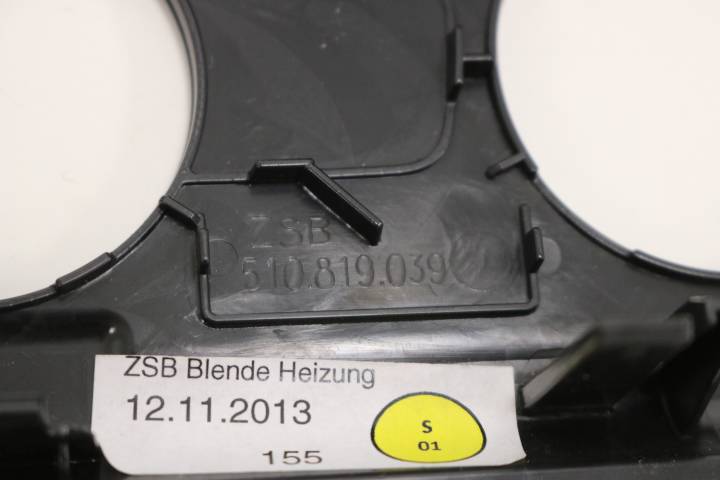 ZSB
510.819.039
ZSB Blende Heizung
12.11.2013
S
01
155